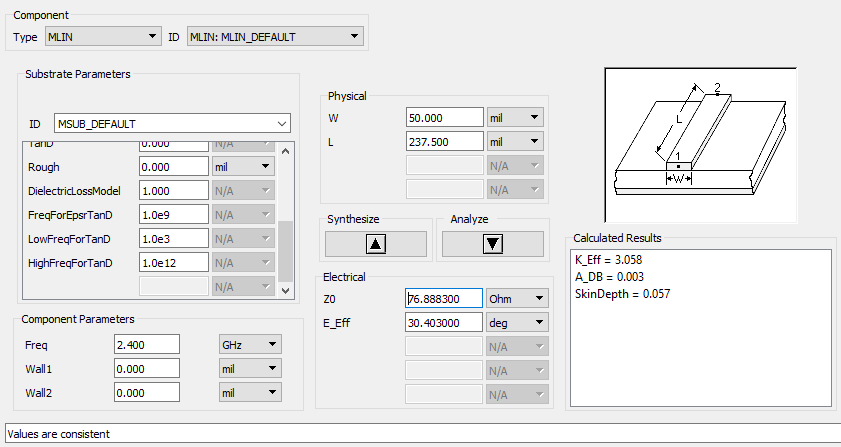 Component
Type MLIN ID MLIN: MLIN_DEFAULT
Substrate Parameters
ID MSUB_DEFAULT
TanD 0.000 N/A
Rough 0.000 mil
DielectricLossModel 1.000 N/A
FreqForEpsrTanD 1.0e9 N/A
LowFreqForTanD 1.0e3 N/A
HighFreqForTanD 1.0e12 N/A
N/A
Component Parameters
Freq 2.400 GHz
Wall1 0.000 mil
Wall2 0.000 mil
Physical
W 50.000 mil
L 237.500 mil
N/A
N/A
Synthesize Analyze
Electrical
Z0 76.888300 Ohm
E_Eff 30.403000 deg
N/A
N/A
N/A
2
L
1
W
Calculated Results
K_Eff = 3.058
A_DB = 0.003
SkinDepth = 0.057
Values are consistent